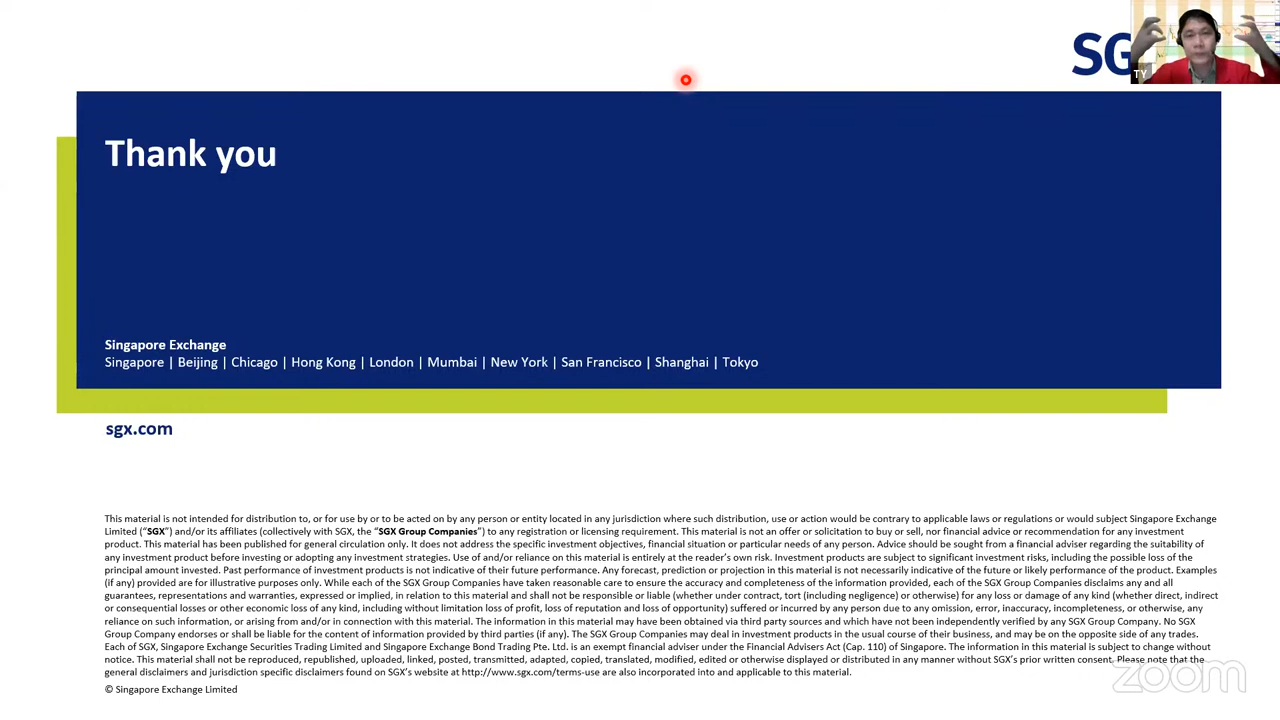 SG
TY
Thank you
Singapore Exchange
Singapore | Beijing | Chicago | Hong Kong | London | Mumbai | New York | San Francisco | Shanghai | Tokyo
sgx.com
This material is not intended for distribution to, or for use by or to be acted on by any person or entity located in any jurisdiction where such distribution, use or action would be contrary to applicable laws or regulations or would subject Singapore Exchange
Limited (“SGX”) and/or its affiliates (collectively with SGX, the “SGX Group Companies”) to any registration or licensing requirement. This material is not an offer or solicitation to buy or sell, nor financial advice or recommendation for any investment
product. This material has been published for general circulation only. It does not address the specific investment objectives, financial situation or particular needs of any person. Advice should be sought from a financial adviser regarding the suitability of
any investment product before investing or adopting any investment strategies. Use of and/or reliance on this material is entirely at the reader’s own risk. Investment products are subject to significant investment risks, including the possible loss of the
principal amount invested. Past performance of investment products is not indicative of their future performance. Any forecast, prediction or projection in this material is not necessarily indicative of the future or likely performance of the product. Examples
(if any) provided are for illustrative purposes only. While each of the SGX Group Companies have taken reasonable care to ensure the accuracy and completeness of the information provided, each of the SGX Group Companies disclaims any and all
guarantees, representations and warranties, expressed or implied, in relation to this material and shall not be responsible or liable (whether under contract, tort (including negligence) or otherwise) for any loss or damage of any kind (whether direct, indirect
or consequential losses or other economic loss of any kind, including without limitation loss of profit, loss of reputation and loss of opportunity) suffered or incurred by any person due to any omission, error, inaccuracy, incompleteness, or otherwise, any
reliance on such information, or arising from and/or in connection with this material. The information in this material may have been obtained via third party sources and which have not been independently verified by any SGX Group Company. No SGX
Group Company endorses or shall be liable for the content of information provided by third parties (if any). The SGX Group Companies may deal in investment products in the usual course of their business, and may be on the opposite side of any trades.
Each of SGX, Singapore Exchange Securities Trading Limited and Singapore Exchange Bond Trading Pte. Ltd. is an exempt financial adviser under the Financial Advisers Act (Cap. 110) of Singapore. The information in this material is subject to change without
notice. This material shall not be reproduced, republished, uploaded, linked, posted, transmitted, adapted, copied, translated, modified, edited or otherwise displayed or distributed in any manner without SGX’s prior written consent. Please note that the
general disclaimers and jurisdiction specific disclaimers found on SGX’s website at http://www.sgx.com/terms-use are also incorporated into and applicable to this material.
© Singapore Exchange Limited
zoom